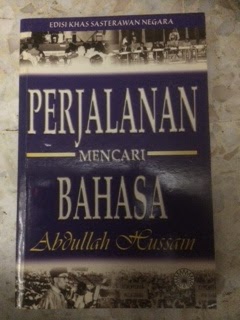 EDISI KHAS SASTERAWAN NEGARA
PERJALANAN
MENCARI
BAHASA
Abdullah Hussain